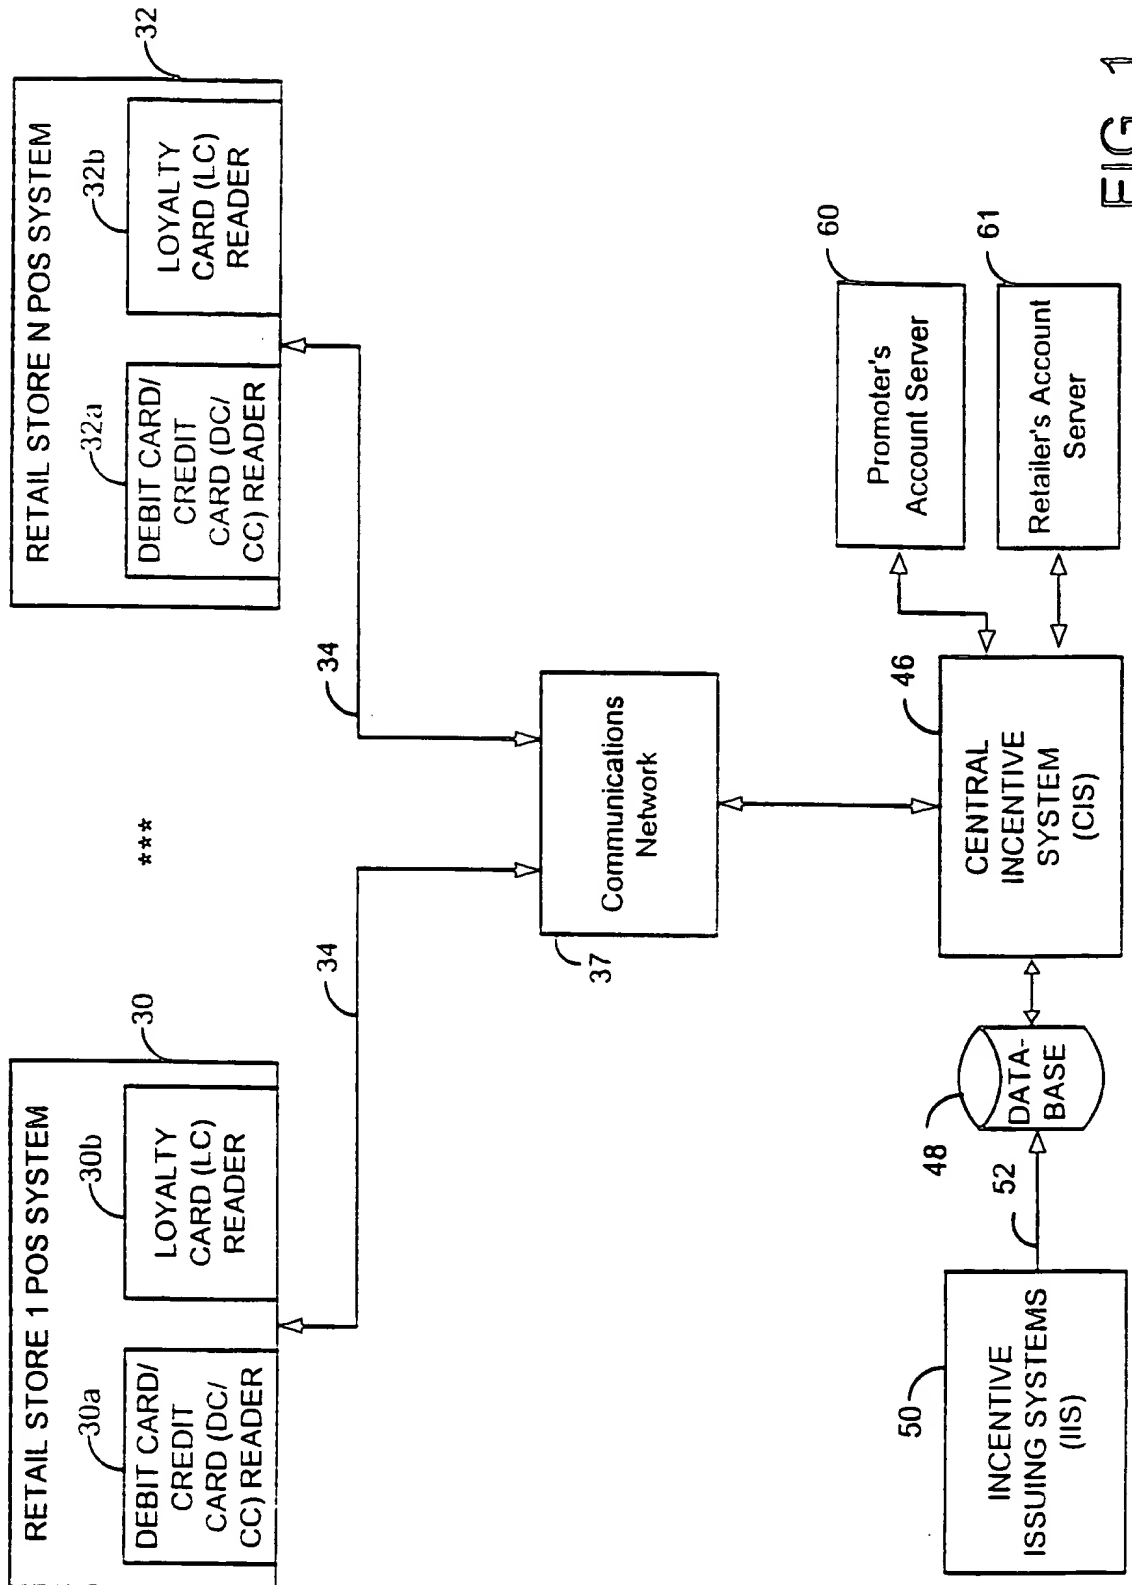 RETAIL STORE 1 POS SYSTEM
30
30a
30b
DEBIT CARD/
CREDIT
CARD (DC/
CC) READER
LOYALTY
CARD (LC)
READER
***
RETAIL STORE N POS SYSTEM
32
32a
32b
DEBIT CARD/
CREDIT
CARD (DC/
CC) READER
LOYALTY
CARD (LC)
READER
34
34
37
Communications
Network
50
INCENTIVE
ISSUING SYSTEMS
(IIS)
52
48
DATA-
BASE
46
CENTRAL
INCENTIVE
SYSTEM
(CIS)
60
Promoter's
Account Server
61
Retailer's Account
Server
FIG 1